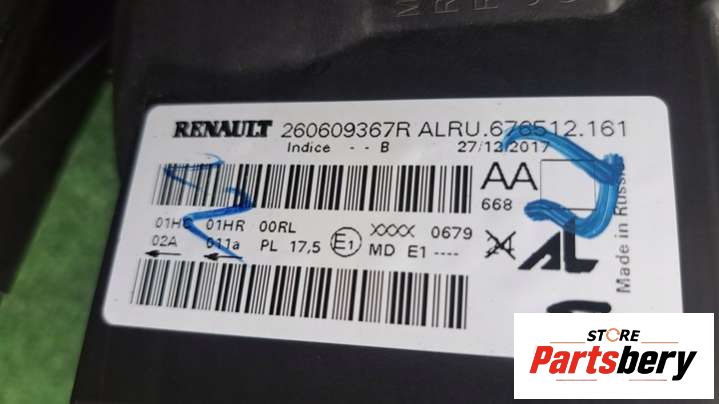 RENAULT 260609367R ALRU.676512.161
Indice - - B 27/12/2017
AA
668
01HC 01HR 00RL XXXX 0679
02A 011a PL 17,5 E1 MD E1 ---- 24
AL
Made in Russia
STORE
Partsbery